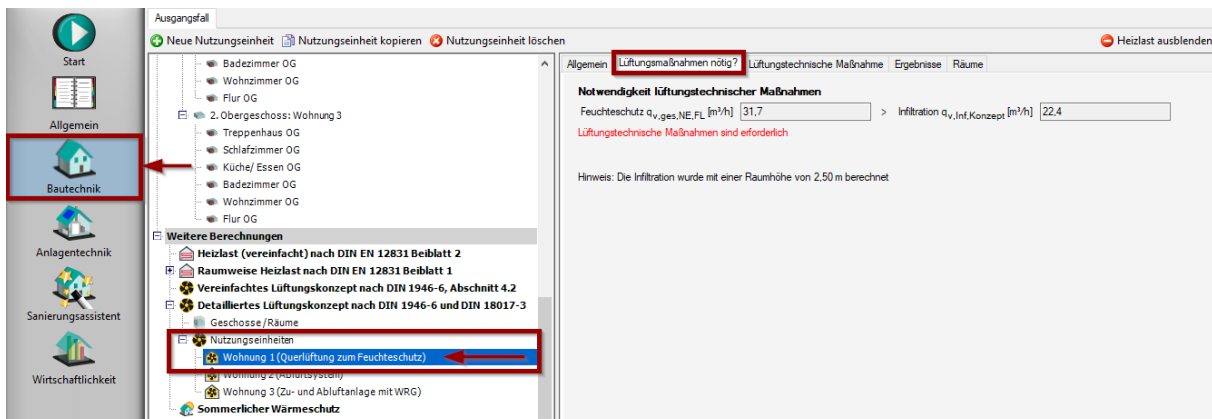 Ausgangsfall
Neue Nutzungseinheit Nutzungseinheit kopieren Nutzungseinheit löschen
Heizlast ausblenden
Start
Allgemein
Bautechnik
Anlagentechnik
Sanierungsassistent
Wirtschaftlichkeit
Badezimmer OG
Wohnzimmer OG
Flur OG
2. Obergeschoss: Wohnung 3
Treppenhaus OG
Schlafzimmer OG
Küche/ Essen OG
Badezimmer OG
Wohnzimmer OG
Flur OG
Weitere Berechnungen
Heizlast (vereinfacht) nach DIN EN 12831 Beiblatt 2
Raumweise Heizlast nach DIN EN 12831 Beiblatt 1
Vereinfachtes Lüftungskonzept nach DIN 1946-6, Abschnitt 4.2
Detailliertes Lüftungskonzept nach DIN 1946-6 und DIN 18017-3
Geschosse/Räume
Nutzungseinheiten
Wohnung 1 (Querlüftung zum Feuchteschutz)
Wohnung 2 (Abluftsystem)
Wohnung 3 (Zu- und Abluftanlage mit WRG)
Sommerlicher Wärmeschutz
Allgemein Lüftungsmaßnahmen nötig? Lüftungstechnische Maßnahme Ergebnisse Räume
Notwendigkeit lüftungstechnischer Maßnahmen
Feuchteschutz qv,ges,NE,FL [m³/h] 31,7 > Infiltration qv,Inf,Konzept [m³/h] 22,4
Lüftungstechnische Maßnahmen sind erforderlich
Hinweis: Die Infiltration wurde mit einer Raumhöhe von 2,50 m berechnet